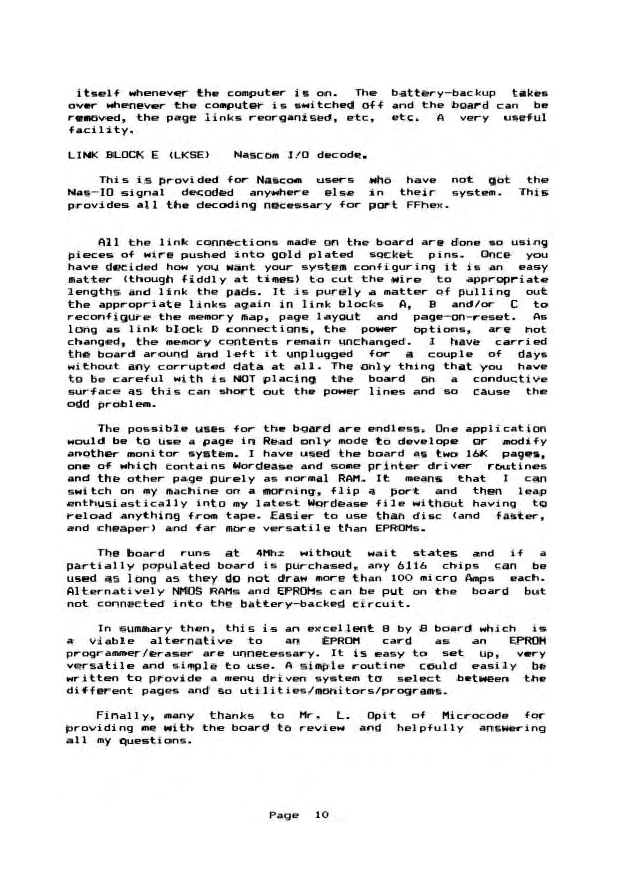 itself whenever the computer is on. The battery-backup takes
over whenever the computer is switched off and the board can be
removed, the page links reorganised, etc, etc. A very useful
facility.
LINK BLOCK E (LKSE) Nascom I/O decode.
This is provided for Nascom users who have not got the
Nas-IO signal decoded anywhere else in their system. This
provides all the decoding necessary for port FFhex.
All the link connections made on the board are done so using
pieces of wire pushed into gold plated socket pins. Once you
have decided how you want your system configuring it is an easy
matter (though fiddly at times) to cut the wire to appropriate
lengths and link the pads. It is purely a matter of pulling out
the appropriate links again in link blocks A, B and/or C to
reconfigure the memory map, page layout and page-on-reset. As
long as link block D connections, the power options, are not
changed, the memory contents remain unchanged. I have carried
the board around and left it unplugged for a couple of days
without any corrupted data at all. The only thing that you have
to be careful with is NOT placing the board on a conductive
surface as this can short out the power lines and so cause the
odd problem.
The possible uses for the board are endless. One application
would be to use a page in Read only mode to develope or modify
another monitor system. I have used the board as two 16K pages,
one of which contains Wordease and some printer driver routines
and the other page purely as normal RAM. It means that I can
switch on my machine on a morning, flip a port and then leap
enthusiastically into my latest Wordease file without having to
reload anything from tape. Easier to use than disc (and faster,
and cheaper) and far more versatile than EPROMs.
The board runs at 4Mhz without wait states and if a
partially populated board is purchased, any 6116 chips can be
used as long as they do not draw more than 100 micro Amps each.
Alternatively NMOS RAMs and EPROMs can be put on the board but
not connected into the battery-backed circuit.
In summary then, this is an excellent 8 by 8 board which is
a viable alternative to an EPROM card as an EPROM
programmer/eraser are unnecessary. It is easy to set up, very
versatile and simple to use. A simple routine could easily be
written to provide a menu driven system to select between the
different pages and so utilities/monitors/programs.
Finally, many thanks to Mr. L. Opit of Microcode for
providing me with the board to review and helpfully answering
all my questions.
Page 10